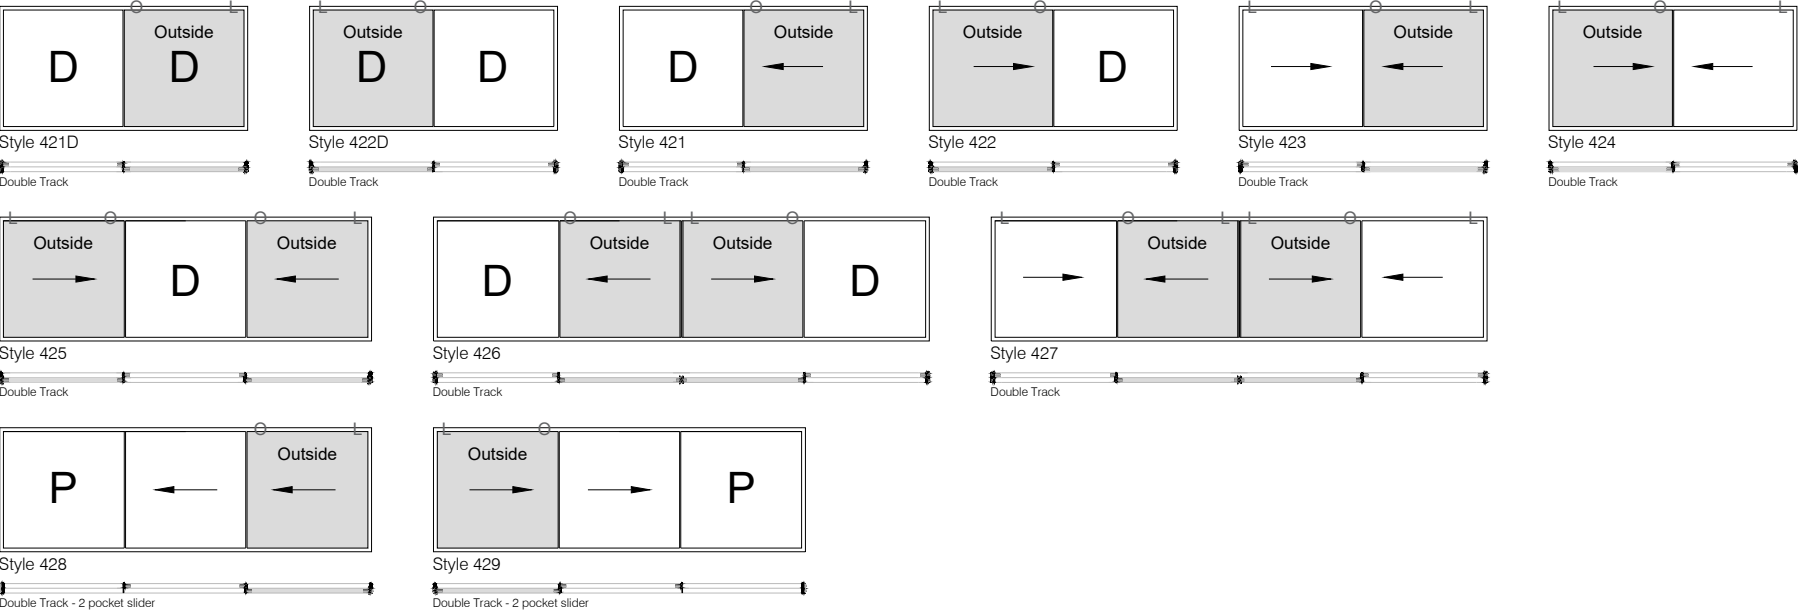 O L L O O L L O L O L L O L
Outside Outside Outside Outside Outside Outside
D D D D D D
Style 421D Style 422D Style 421 Style 422 Style 423 Style 424
Double Track Double Track Double Track Double Track Double Track Double Track
L O O L O L L O L O L L O L
Outside Outside Outside Outside Outside Outside
D D D
Style 425 Style 426 Style 427
Double Track Double Track Double Track
O L L O
Outside Outside
P P
Style 428 Style 429
Double Track - 2 pocket slider Double Track - 2 pocket slider